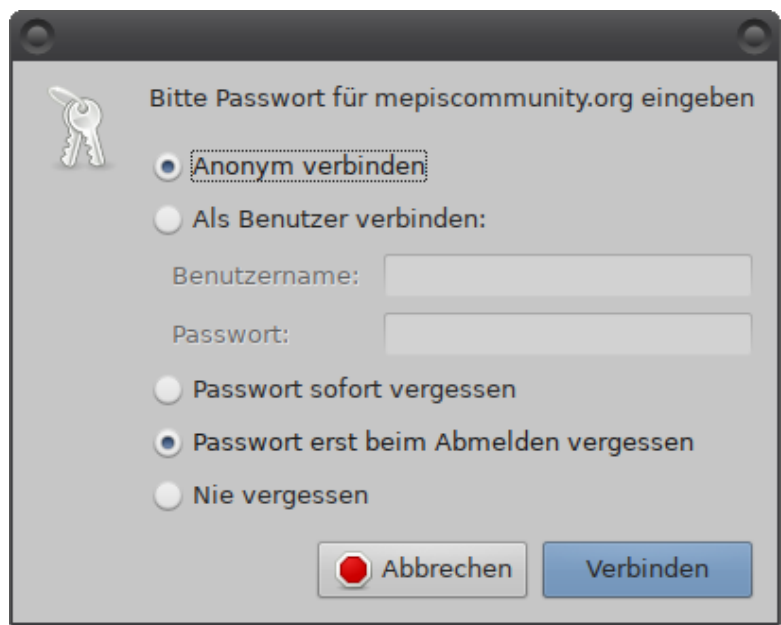 Bitte Passwort für mepiscommunity.org eingeben
Anonym verbinden
Als Benutzer verbinden:
Benutzername:
Passwort:
Passwort sofort vergessen
Passwort erst beim Abmelden vergessen
Nie vergessen
Abbrechen Verbinden